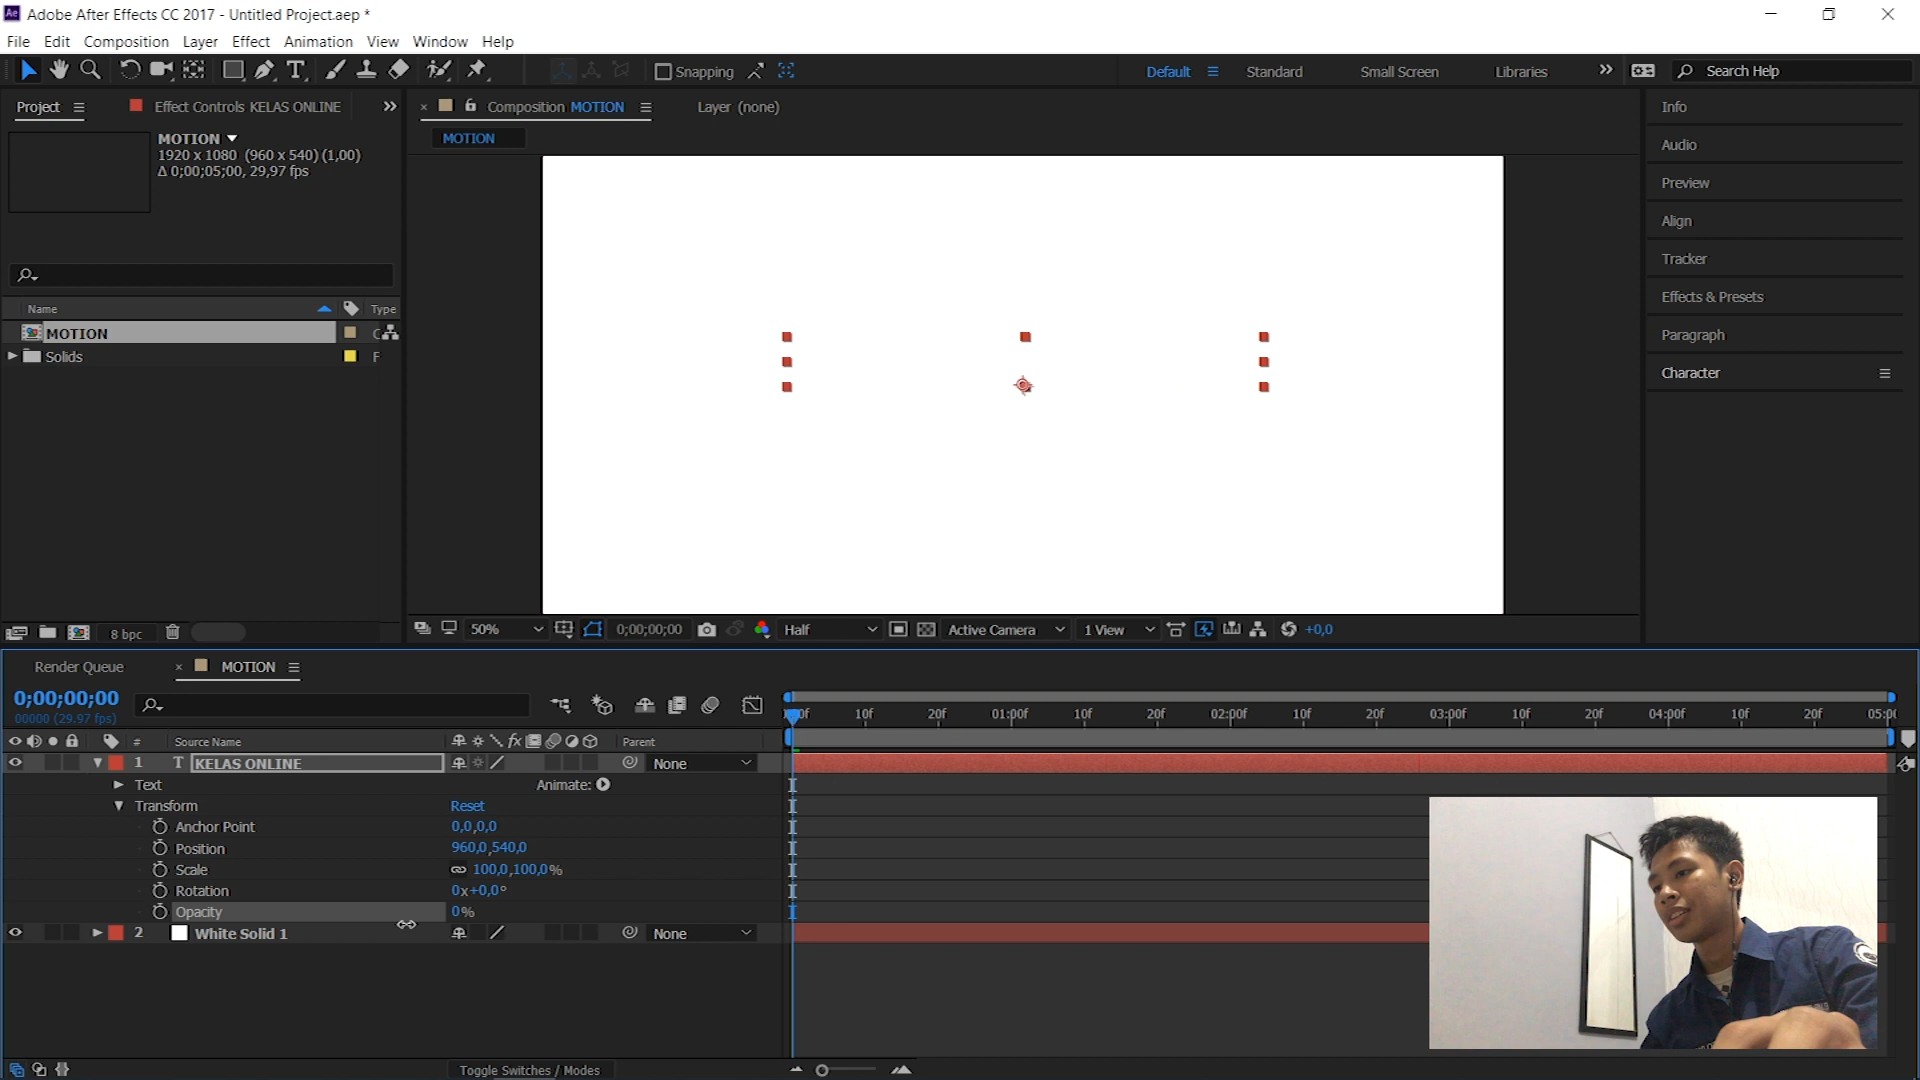 Adobe After Effects CC 2017 - Untitled Project.aep *
File Edit Composition Layer Effect Animation View Window Help
Snapping
Default Standard Small Screen Libraries Search Help
Project Effect Controls KELAS ONLINE
Composition MOTION Layer (none)
MOTION
MOTION
1920 x 1080 (960 x 540) (1,00)
Δ 0;00;05;00, 29,97 fps
Name Type
MOTION C
Solids F
Info
Audio
Preview
Align
Tracker
Effects & Presets
Paragraph
Character
8 bpc
50% 0;00;00;00 Half Active Camera 1 View +0,0
Render Queue MOTION
0;00;00;00
00000 (29.97 fps)
10f 20f 01:00f 10f 20f 02:00f 10f 20f 03:00f 10f 20f 04:00f 10f 20f
# Source Name fx Parent
1 T KELAS ONLINE None
Text Animate:
Transform Reset
Anchor Point 0,0,0,0
Position 960,0,540,0
Scale 100,0,100,0%
Rotation 0x+0,0°
Opacity 0%
2 White Solid 1 None
Toggle Switches / Modes